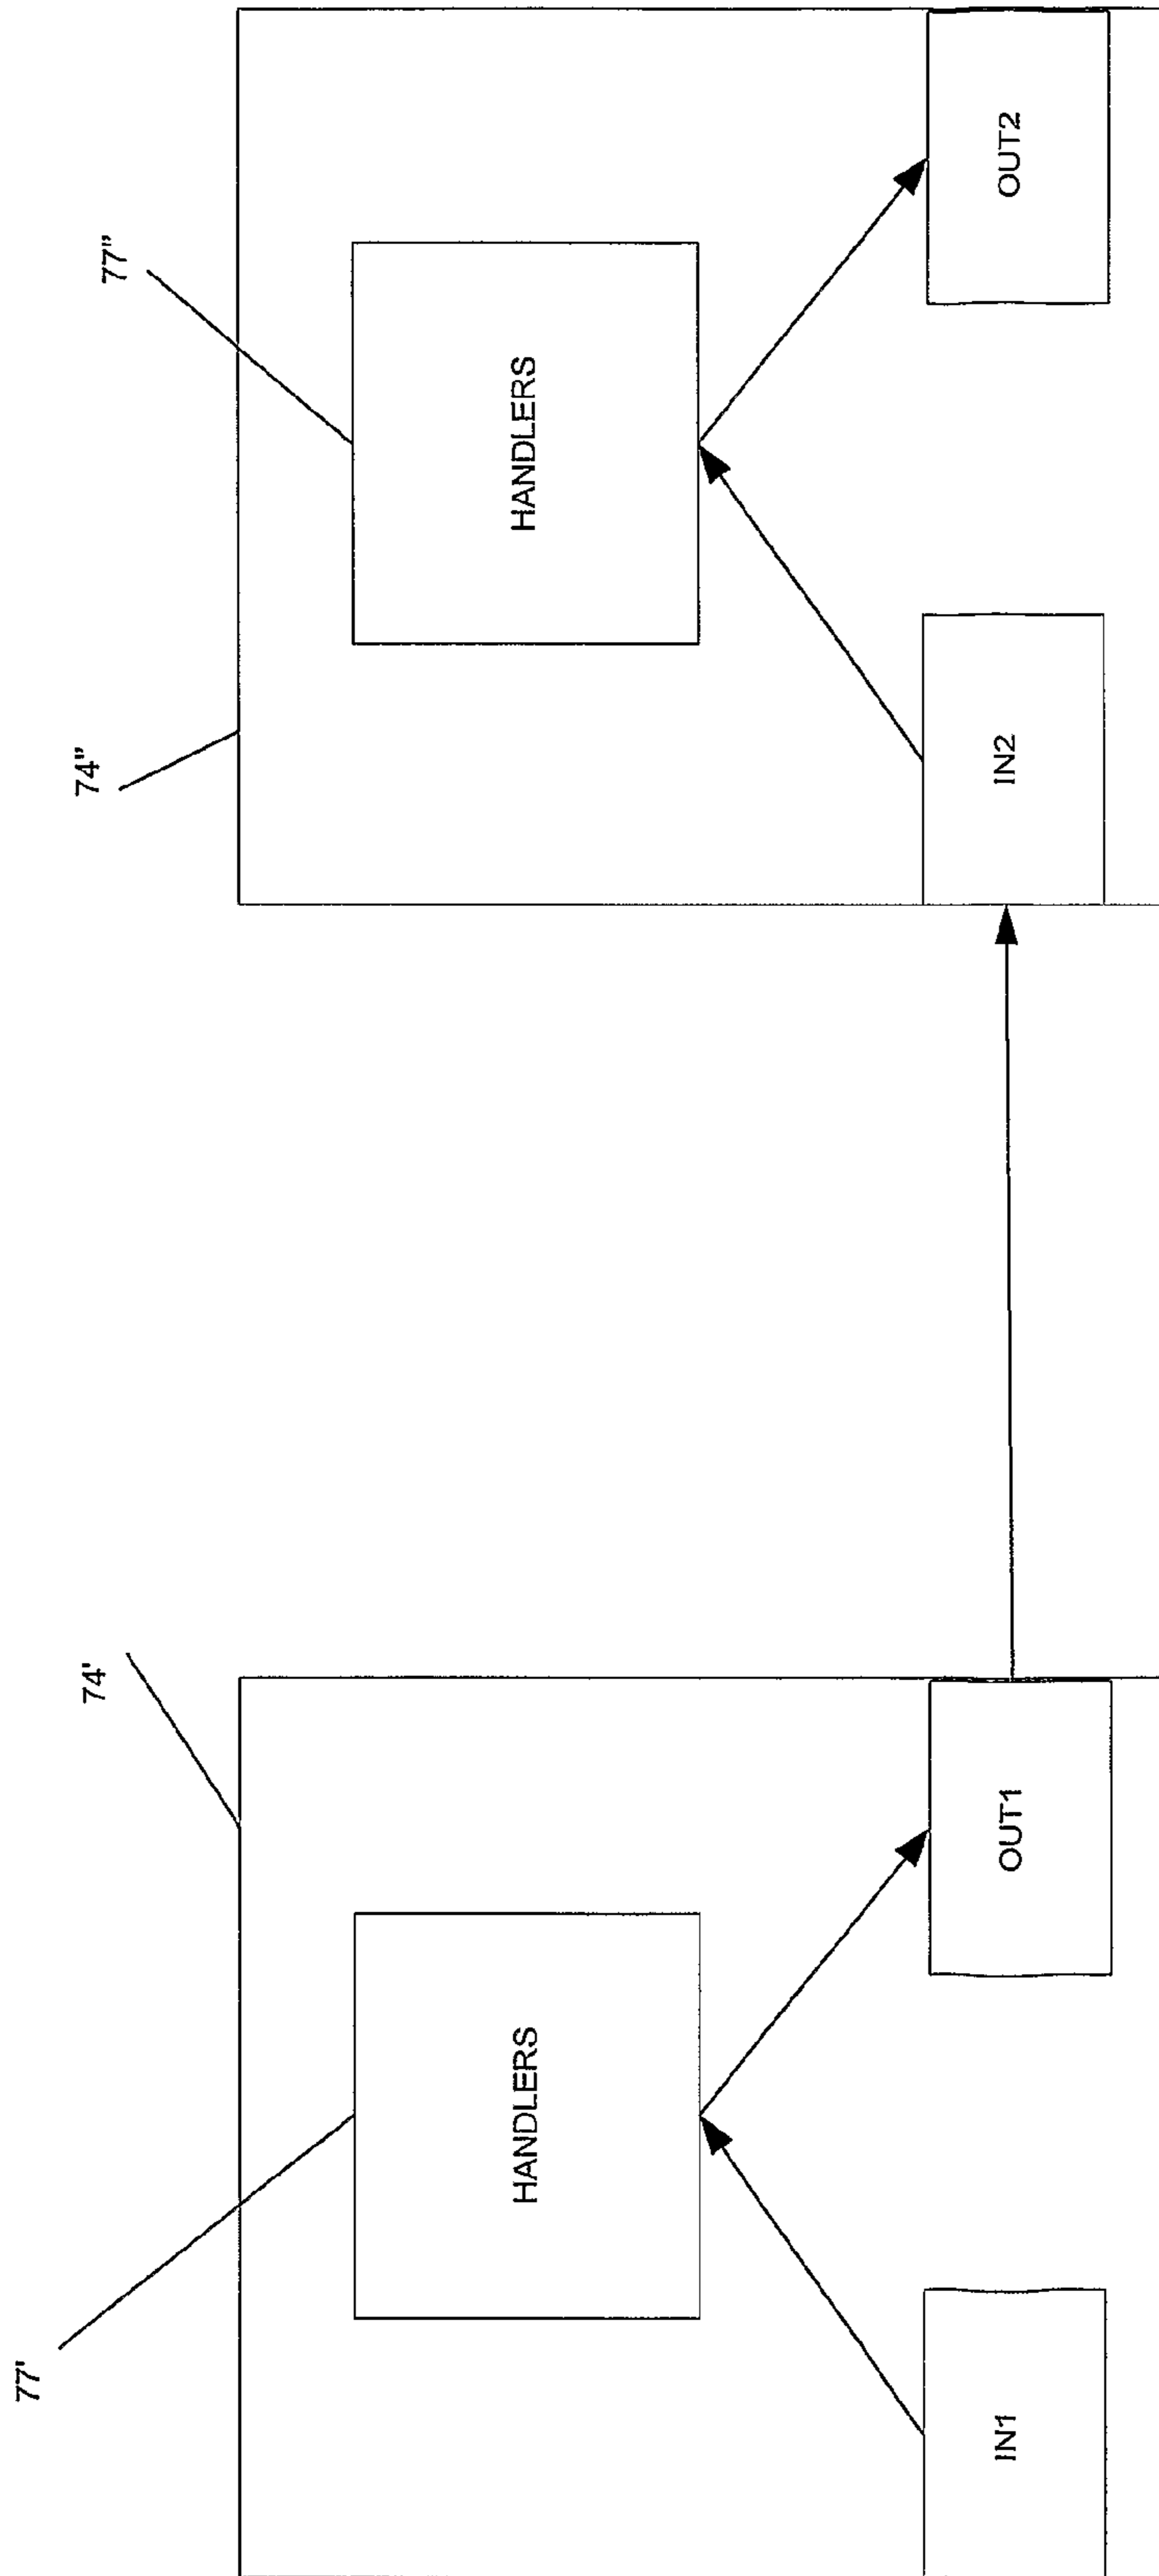 77'
74'
HANDLERS
IN1
OUT1
74"
77"
HANDLERS
IN2
OUT2